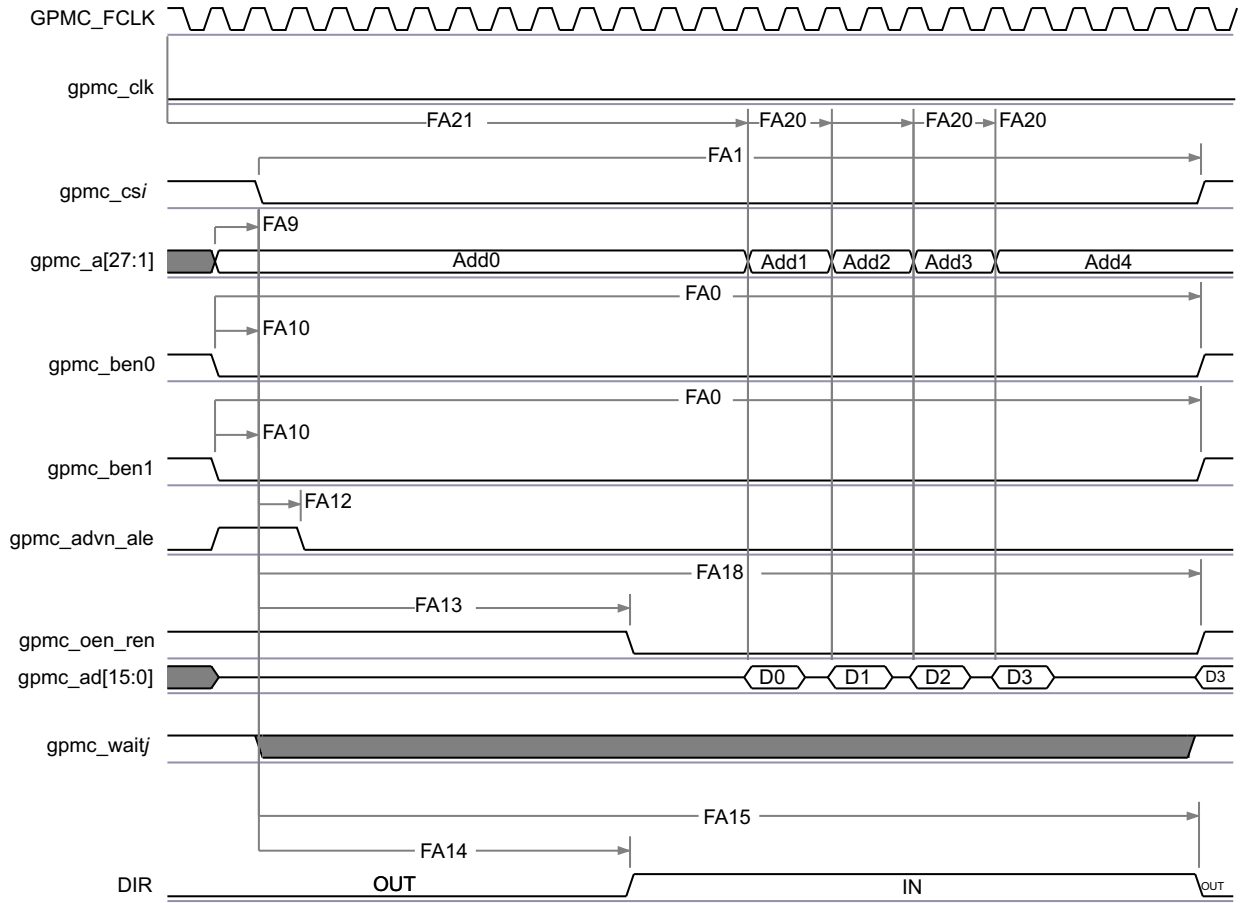 GPMC_FCLK
gpmc_clk
FA21 FA20 FA20 FA20
FA1
gpmc_csi
FA9
gpmc_a[27:1] Add0 Add1 Add2 Add3 Add4
FA0
FA10
gpmc_ben0
FA0
FA10
gpmc_ben1
FA12
gpmc_advn_ale
FA18
FA13
gpmc_oen_ren
gpmc_ad[15:0] D0 D1 D2 D3 D3
gpmc_waitj
FA15
FA14
DIR OUT IN OUT